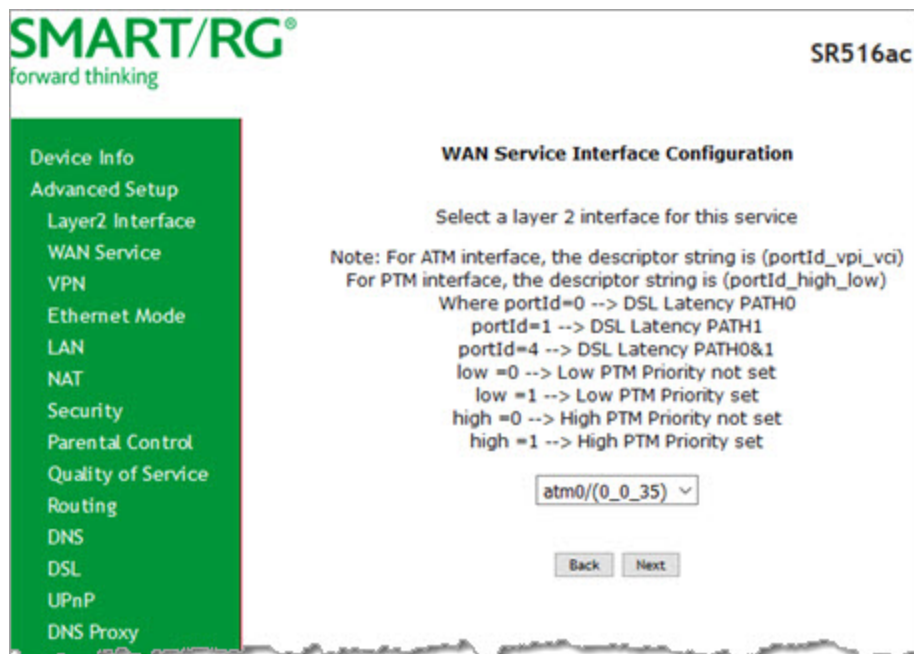 SMART/RG®
forward thinking
SR516ac
Device Info
Advanced Setup
Layer2 Interface
WAN Service
VPN
Ethernet Mode
LAN
NAT
Security
Parental Control
Quality of Service
Routing
DNS
DSL
UPnP
DNS Proxy
WAN Service Interface Configuration
Select a layer 2 interface for this service
Note: For ATM interface, the descriptor string is (portId_vpi_vci)
For PTM interface, the descriptor string is (portId_high_low)
Where portId=0 --> DSL Latency PATH0
portId=1 --> DSL Latency PATH1
portId=4 --> DSL Latency PATH0&1
low =0 --> Low PTM Priority not set
low =1 --> Low PTM Priority set
high =0 --> High PTM Priority not set
high =1 --> High PTM Priority set
atm0/(0_0_35)
Back Next